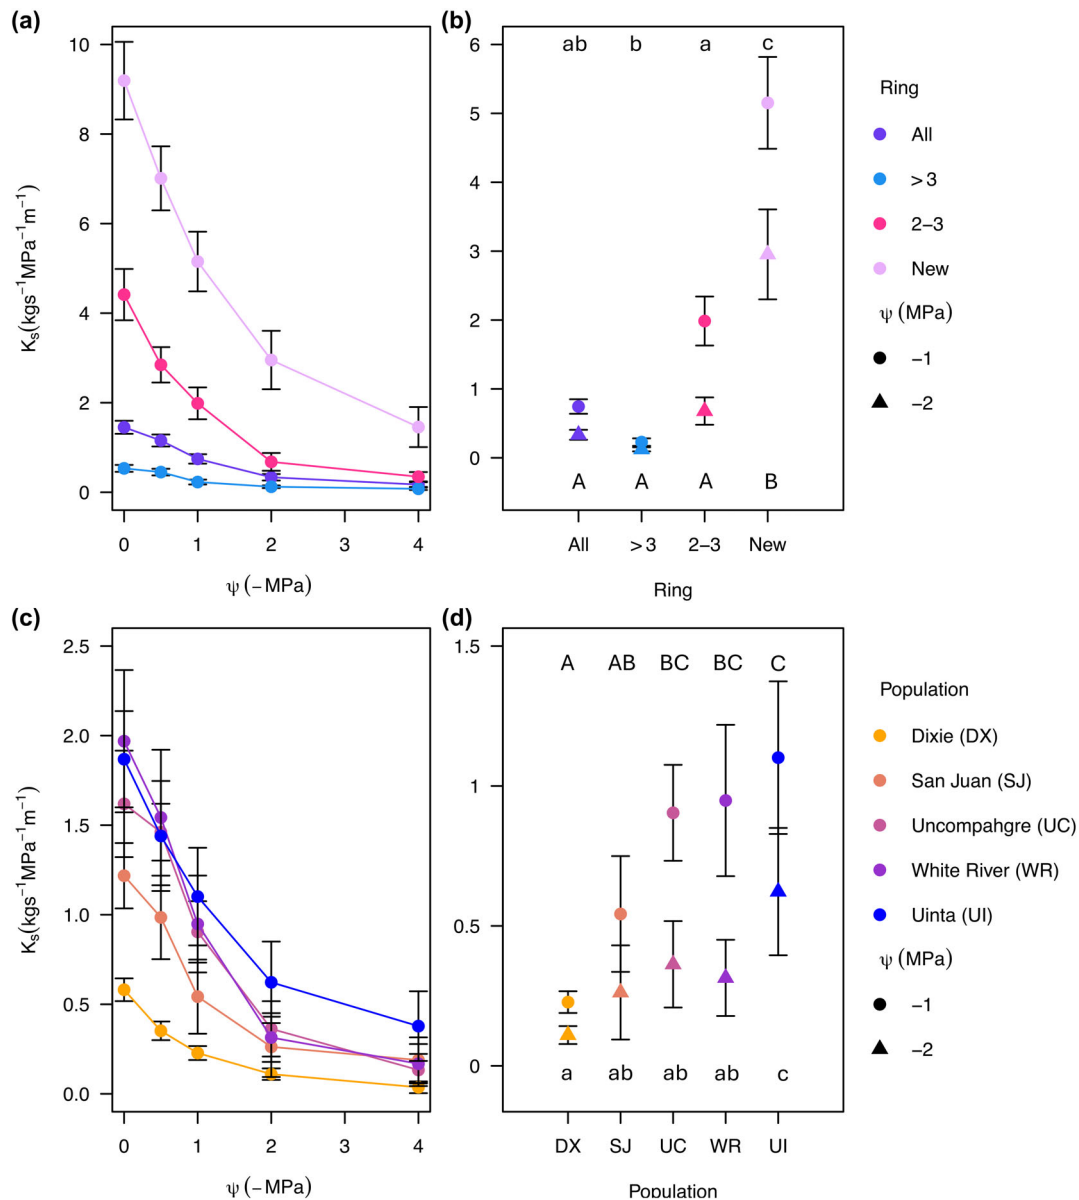 (a)
10
8
6
4
2
0
Kₛ(kgs⁻¹MPa⁻¹m⁻¹)
0 1 2 3 4
ψ (−MPa)
(b)
6
5
4
3
2
1
0
ab b a c
A A A B
All >3 2−3 New
Ring
Ring
All
>3
2−3
New
ψ (MPa)
−1
−2
(c)
2.5
2.0
1.5
1.0
0.5
0.0
Kₛ(kgs⁻¹MPa⁻¹m⁻¹)
0 1 2 3 4
ψ (−MPa)
(d)
1.5
1
0.5
0
A AB BC BC C
a ab ab ab c
DX SJ UC WR UI
Population
Population
Dixie (DX)
San Juan (SJ)
Uncompahgre (UC)
White River (WR)
Uinta (UI)
ψ (MPa)
−1
−2